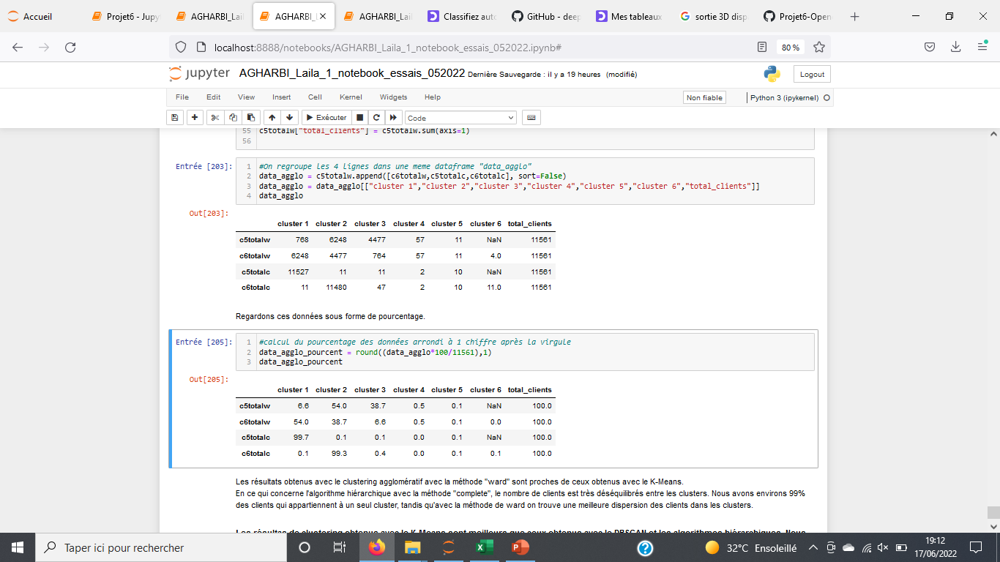 Accueil
Projet6 - Jupy
AGHARBI_Lail
AGHARBI_L
AGHARBI_Lail
Classifiez auto
GitHub - deep
Mes tableaux
sortie 3D disp
Projet6-Open
localhost:8888/notebooks/AGHARBI_Laila_1_notebook_essais_052022.ipynb#
80 %
jupyter AGHARBI_Laila_1_notebook_essais_052022 Dernière Sauvegarde : il y a 19 heures (modifié)
Logout
File Edit View Insert Cell Kernel Widgets Help
Non fiable
Python 3 (ipykernel)
Exécuter
Code
55 c5totalw["total_clients"] = c5totalw.sum(axis=1)
56
Entrée [203]:
1 #On regroupe les 4 lignes dans une meme dataframe "data_agglo"
2 data_agglo = c5totalw.append([c6totalw,c5totalc,c6totalc], sort=False)
3 data_agglo = data_agglo[["cluster 1","cluster 2","cluster 3","cluster 4","cluster 5","cluster 6","total_clients"]]
4 data_agglo
Out[203]:
cluster 1 cluster 2 cluster 3 cluster 4 cluster 5 cluster 6 total_clients
c5totalw 768 6248 4477 57 11 NaN 11561
c6totalw 6248 4477 764 57 11 4.0 11561
c5totalc 11527 11 11 2 10 NaN 11561
c6totalc 11 11480 47 2 10 11.0 11561
Regardons ces données sous forme de pourcentage.
Entrée [205]:
1 #calcul du pourcentage des données arrondi à 1 chiffre après la virgule
2 data_agglo_pourcent = round((data_agglo*100/11561),1)
3 data_agglo_pourcent
Out[205]:
cluster 1 cluster 2 cluster 3 cluster 4 cluster 5 cluster 6 total_clients
c5totalw 6.6 54.0 38.7 0.5 0.1 NaN 100.0
c6totalw 54.0 38.7 6.6 0.5 0.1 0.0 100.0
c5totalc 99.7 0.1 0.1 0.0 0.1 NaN 100.0
c6totalc 0.1 99.3 0.4 0.0 0.1 0.1 100.0
Les résultats obtenus avec le clustering agglomératif avec la méthode "ward" sont proches de ceux obtenus avec le K-Means.
En ce qui concerne l'algorithme hiérarchique avec la méthode "complete", le nombre de clients est très déséquilibrés entre les clusters. Nous avons environs 99%
des clients qui appartiennent à un seul cluster, tandis qu'avec la méthode de ward on trouve une meilleure dispersion des clients dans les clusters.
Les résultas de clustering obtenus avec le K-Means sont meilleurs que ceux obtenus avec le DBSCAN et les algorithmes hiérarchiques. Nous
Taper ici pour rechercher
32°C Ensoleillé
19:12
17/06/2022